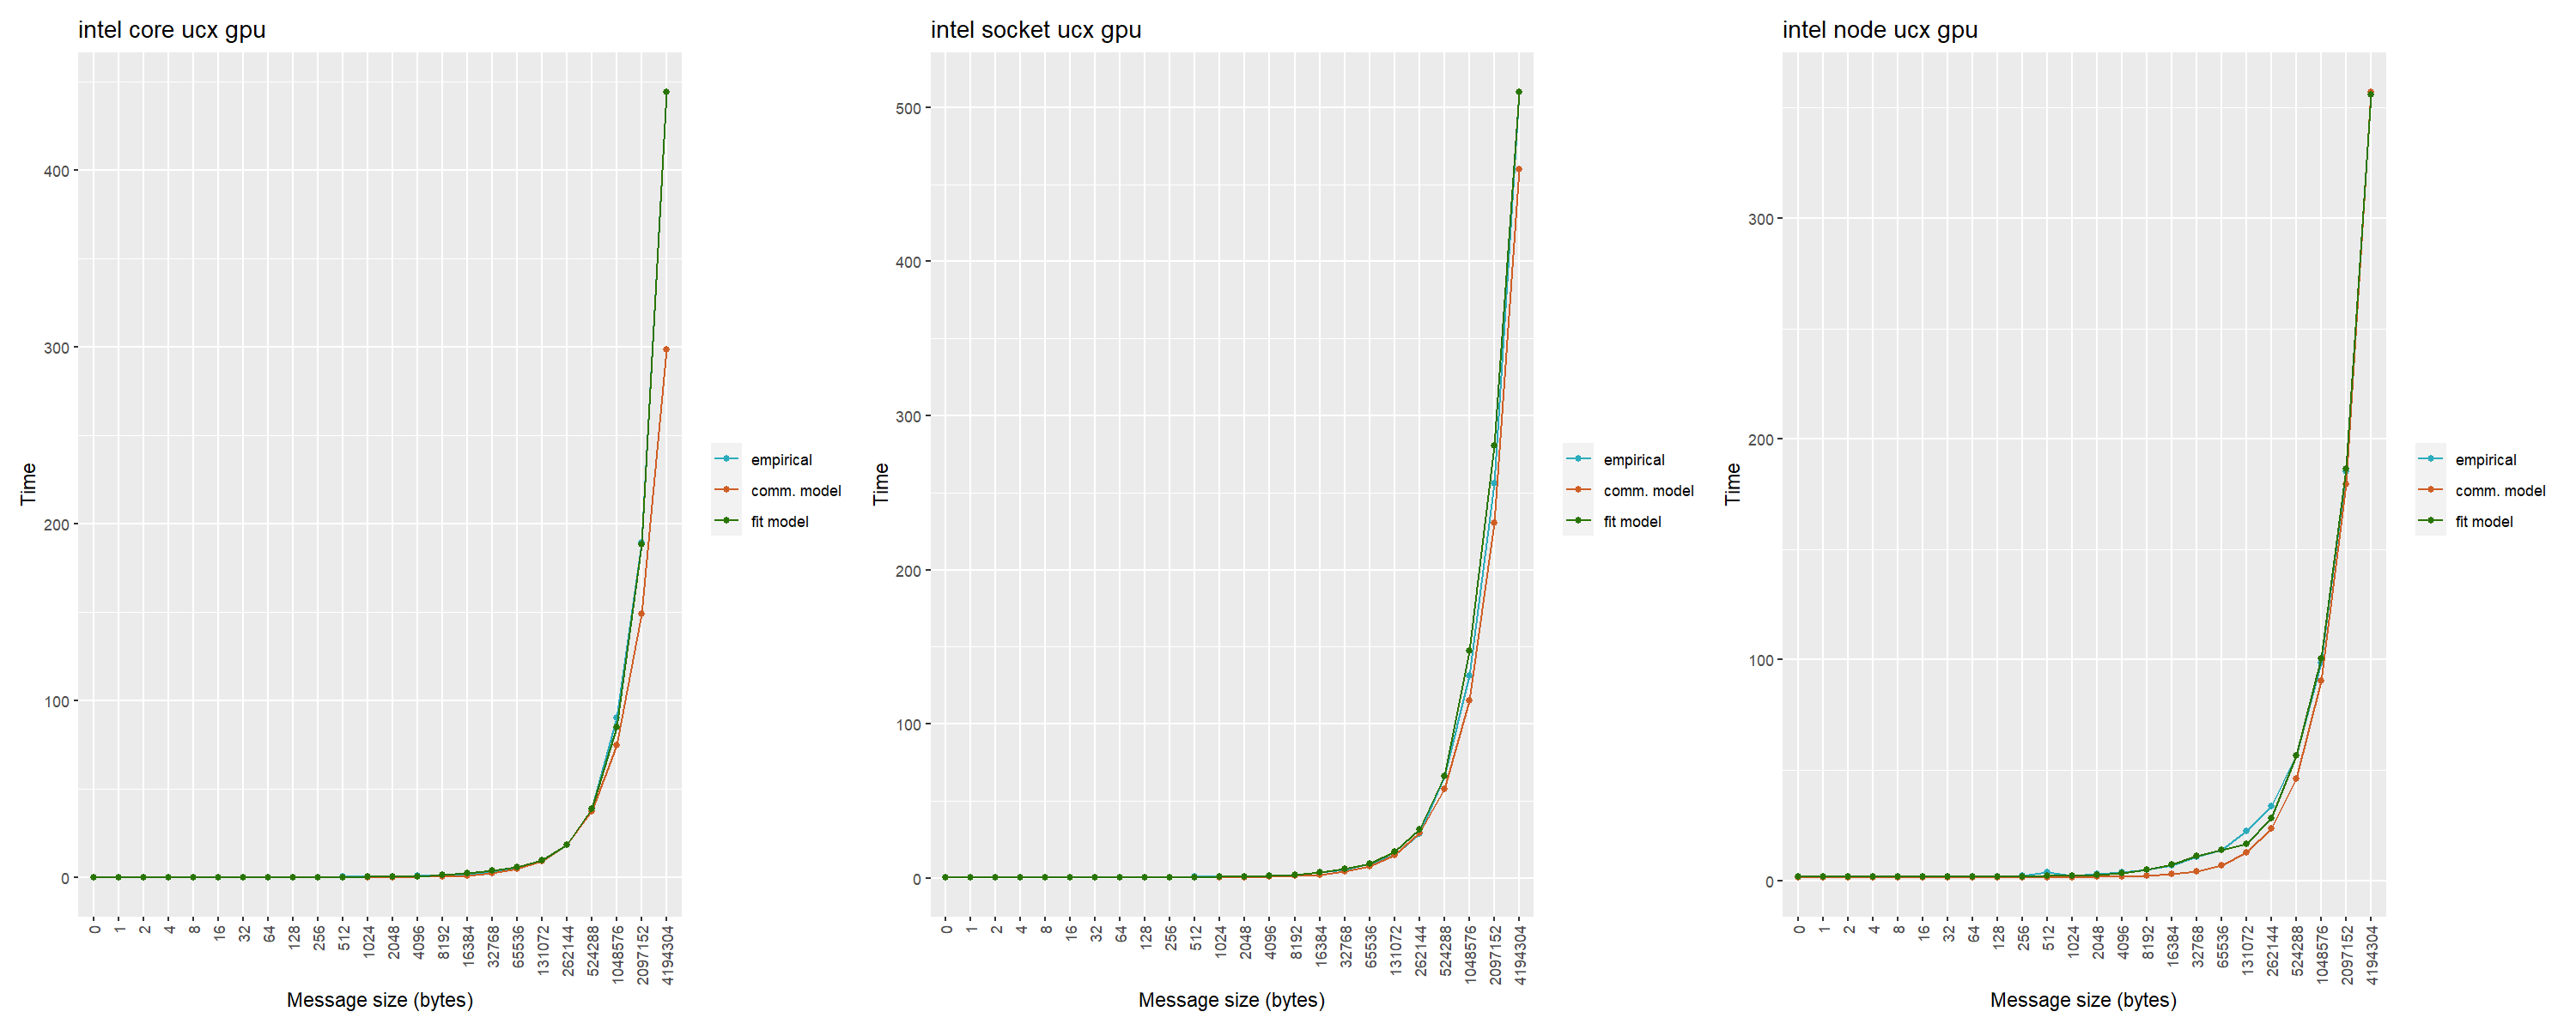 intel core ucx gpu
400
300
200
100
0
Time
0 1 2 4 8 16 32 64 128 256 512 1024 2048 4096 8192 16384 32768 65536 131072 262144 524288 1048576 2097152 4194304
Message size (bytes)
empirical
comm. model
fit model
intel socket ucx gpu
500
400
300
200
100
0
Time
0 1 2 4 8 16 32 64 128 256 512 1024 2048 4096 8192 16384 32768 65536 131072 262144 524288 1048576 2097152 4194304
Message size (bytes)
empirical
comm. model
fit model
intel node ucx gpu
300
200
100
0
Time
0 1 2 4 8 16 32 64 128 256 512 1024 2048 4096 8192 16384 32768 65536 131072 262144 524288 1048576 2097152 4194304
Message size (bytes)
empirical
comm. model
fit model